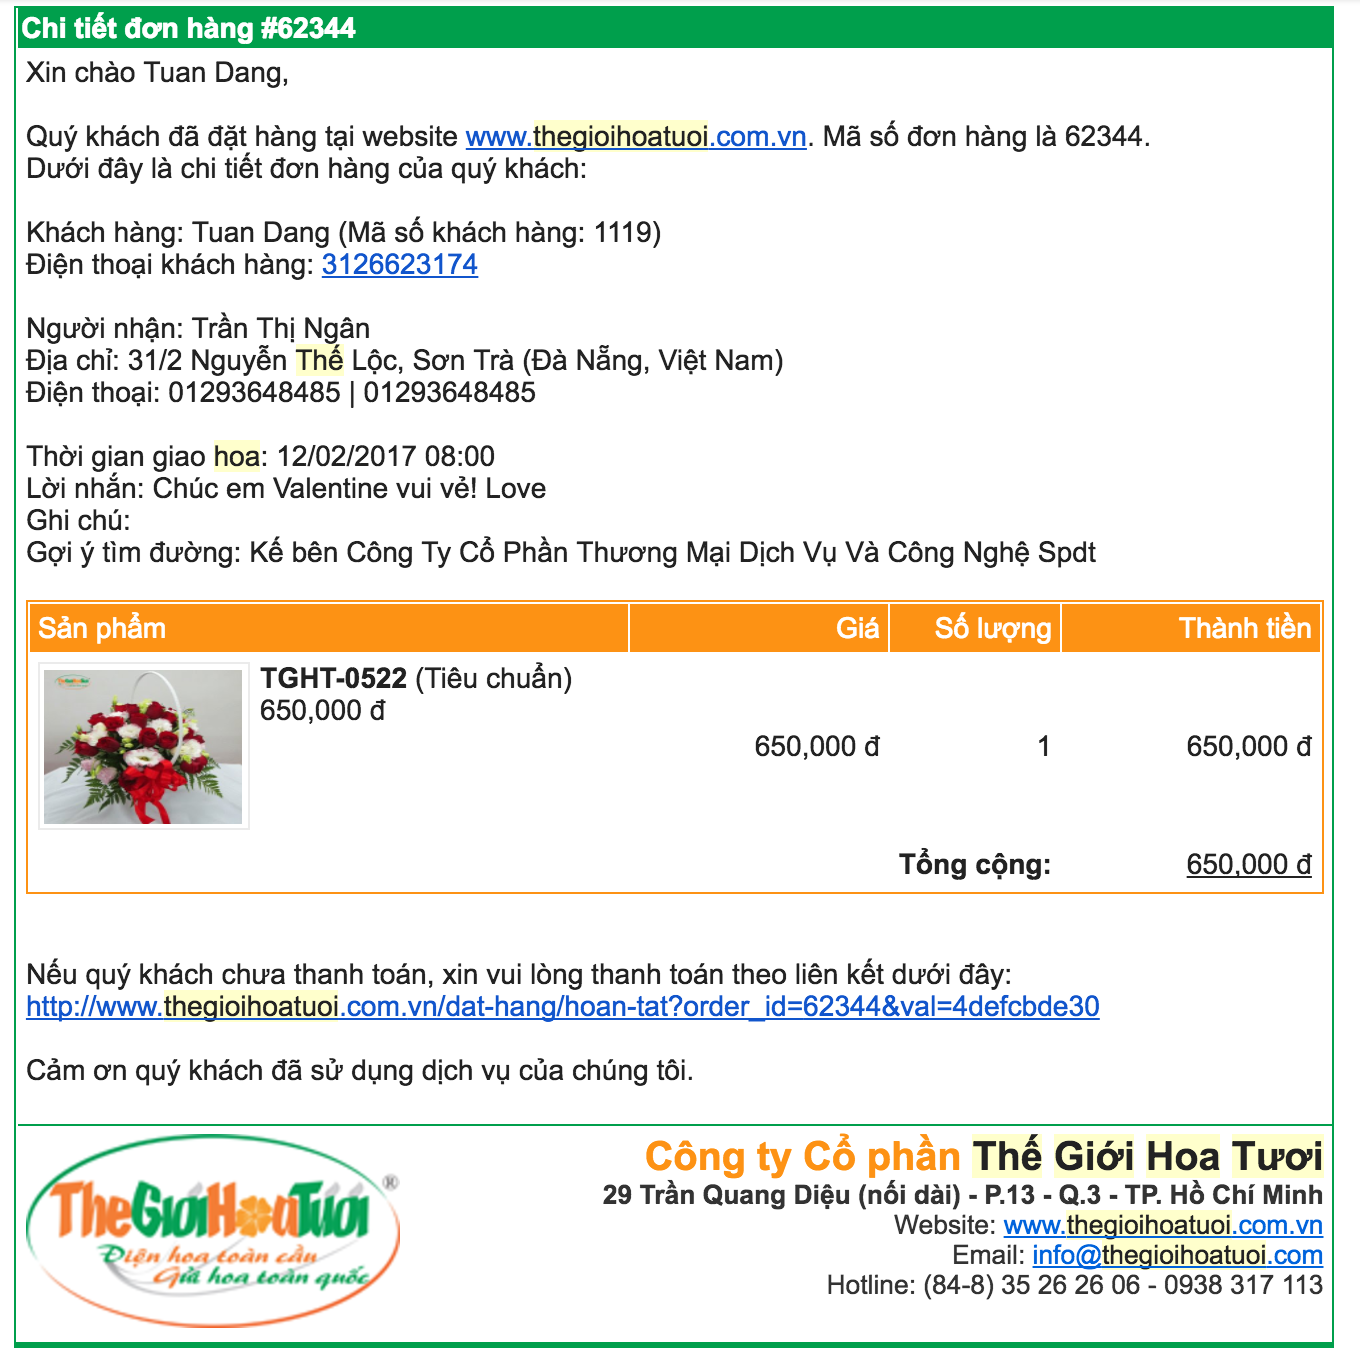 Chi tiết đơn hàng #62344
Xin chào Tuan Dang,
Quý khách đã đặt hàng tại website www.thegioihoatuoi.com.vn. Mã số đơn hàng là 62344.
Dưới đây là chi tiết đơn hàng của quý khách:
Khách hàng: Tuan Dang (Mã số khách hàng: 1119)
Điện thoại khách hàng: 3126623174
Người nhận: Trần Thị Ngân
Địa chỉ: 31/2 Nguyễn Thế Lộc, Sơn Trà (Đà Nẵng, Việt Nam)
Điện thoại: 01293648485 | 01293648485
Thời gian giao hoa: 12/02/2017 08:00
Lời nhắn: Chúc em Valentine vui vẻ! Love
Ghi chú:
Gợi ý tìm đường: Kế bên Công Ty Cổ Phần Thương Mại Dịch Vụ Và Công Nghệ Spdt
Sản phẩm Giá Số lượng Thành tiền
TGHT-0522 (Tiêu chuẩn)
650,000 đ
650,000 đ 1 650,000 đ
Tổng cộng: 650,000 đ
Nếu quý khách chưa thanh toán, xin vui lòng thanh toán theo liên kết dưới đây:
http://www.thegioihoatuoi.com.vn/dat-hang/hoan-tat?order_id=62344&val=4defcbde30
Cảm ơn quý khách đã sử dụng dịch vụ của chúng tôi.
TheGiớiHoaTươi ®
Điện hoa toàn cầu
Gửi hoa toàn quốc
Công ty Cổ phần Thế Giới Hoa Tươi
29 Trần Quang Diệu (nối dài) - P.13 - Q.3 - TP. Hồ Chí Minh
Website: www.thegioihoatuoi.com.vn
Email: info@thegioihoatuoi.com
Hotline: (84-8) 35 26 26 06 - 0938 317 113